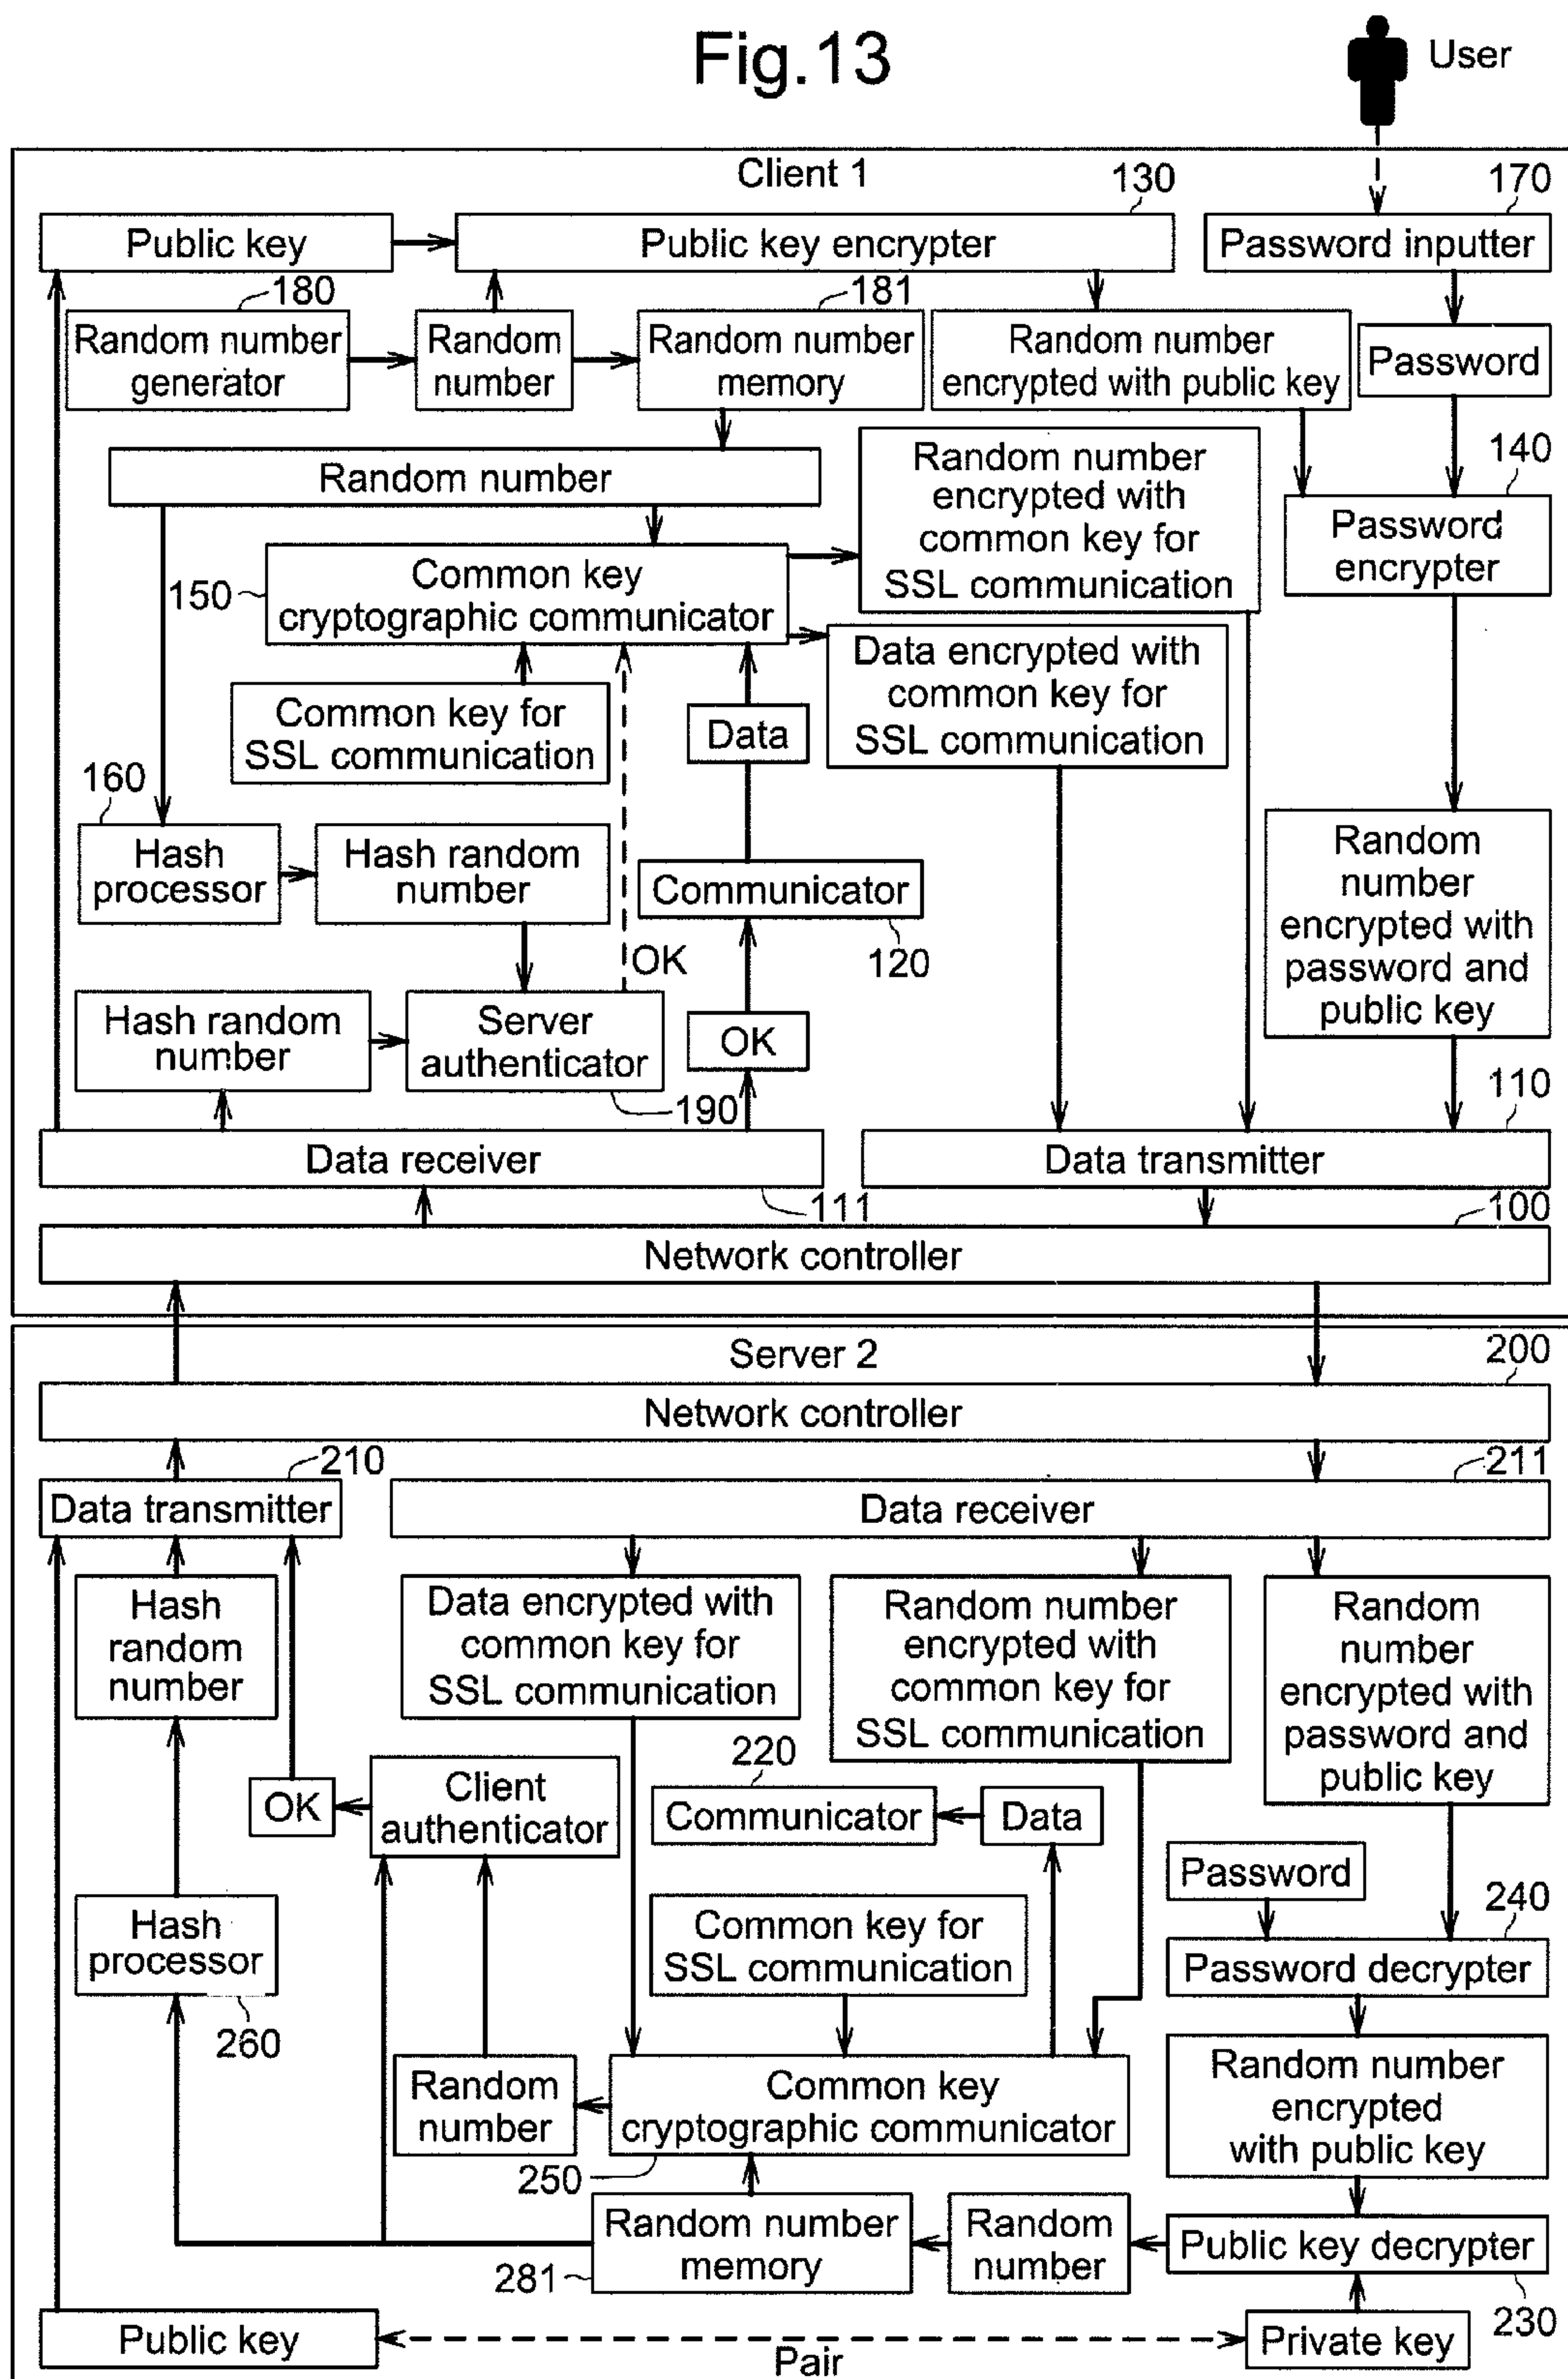 Fig.13
User
Client 1
130
170
Public key
Public key encrypter
Password inputter
180
181
Random number
generator
Random
number
Random number
memory
Random number
encrypted with public key
Password
Random number
Random number
encrypted with
common key for
SSL communication
140
Password
encrypter
150
Common key
cryptographic communicator
Data encrypted with
common key for
SSL communication
Common key for
SSL communication
Data
160
Hash
processor
Hash random
number
Communicator
120
Random
number
encrypted with
password and
public key
OK
Hash random
number
Server
authenticator
OK
190
110
Data receiver
Data transmitter
111
100
Network controller
Server 2
200
Network controller
210
211
Data transmitter
Data receiver
Hash
random
number
Data encrypted with
common key for
SSL communication
Random number
encrypted with
common key for
SSL communication
Random
number
encrypted with
password and
public key
220
OK
Client
authenticator
Communicator
Data
Password
240
Hash
processor
Common key for
SSL communication
Password decrypter
260
Random
number
Common key
cryptographic communicator
Random number
encrypted
with public key
250
Random number
memory
Random
number
Public key decrypter
281
230
Public key
Pair
Private key